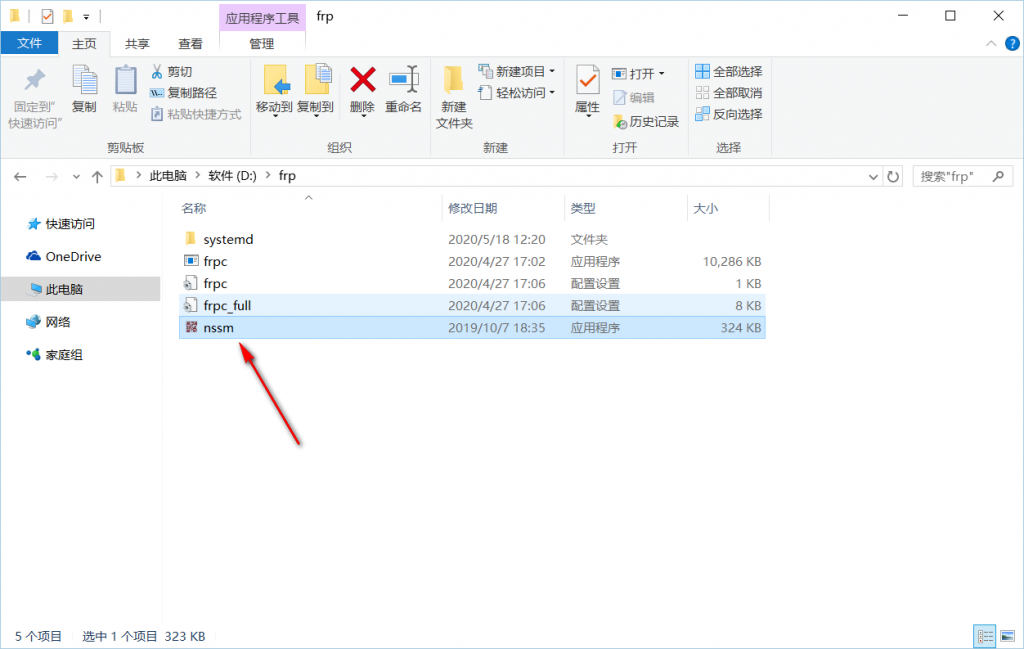 应用程序工具 frp
文件 主页 共享 查看 管理
固定到"快速访问" 复制 粘贴 剪切 复制路径 粘贴快捷方式
剪贴板
移动到 复制到 删除 重命名
组织
新建文件夹 新建项目 轻松访问
新建
属性 打开 编辑 历史记录
打开
全部选择 全部取消 反向选择
选择
此电脑 软件 (D:) frp
搜索"frp"
快速访问
OneDrive
此电脑
网络
家庭组
名称 修改日期 类型 大小
systemd 2020/5/18 12:20 文件夹
frpc 2020/4/27 17:02 应用程序 10,286 KB
frpc 2020/4/27 17:06 配置设置 1 KB
frpc_full 2020/4/27 17:06 配置设置 8 KB
nssm 2019/10/7 18:35 应用程序 324 KB
5 个项目 选中 1 个项目 323 KB